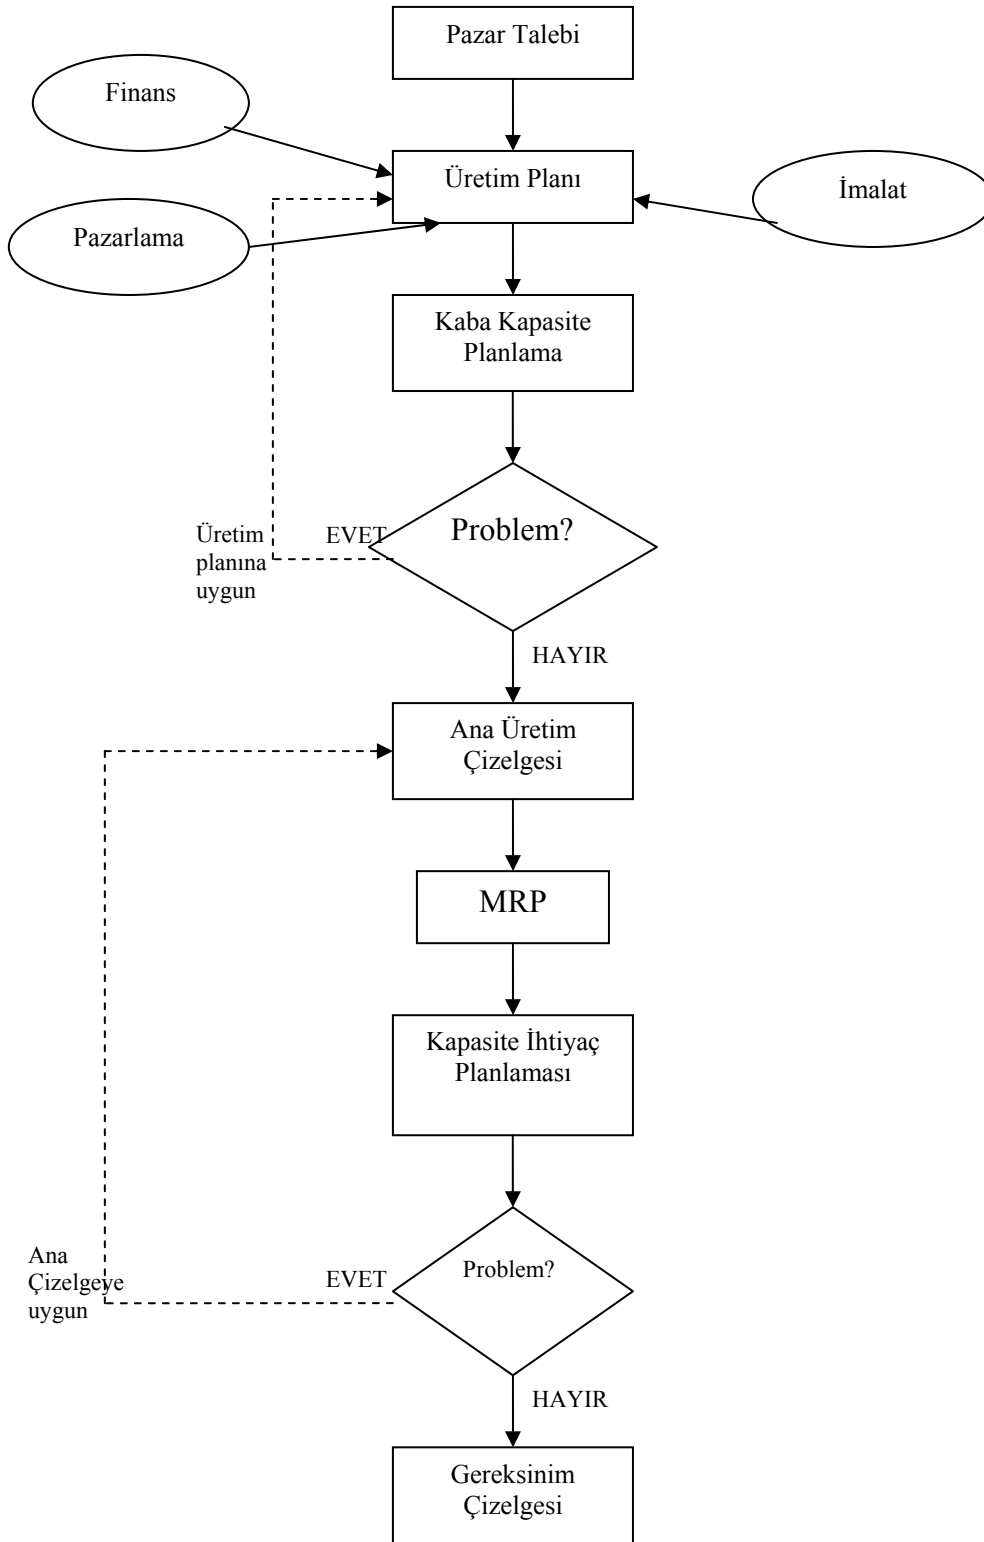 Pazar Talebi
Finans
Üretim Planı
İmalat
Pazarlama
Kaba Kapasite
Planlama
Problem?
EVET
Üretim
planına
uygun
HAYIR
Ana Üretim
Çizelgesi
MRP
Kapasite İhtiyaç
Planlaması
Ana
Çizelgeye
uygun
EVET
Problem?
HAYIR
Gereksinim
Çizelgesi